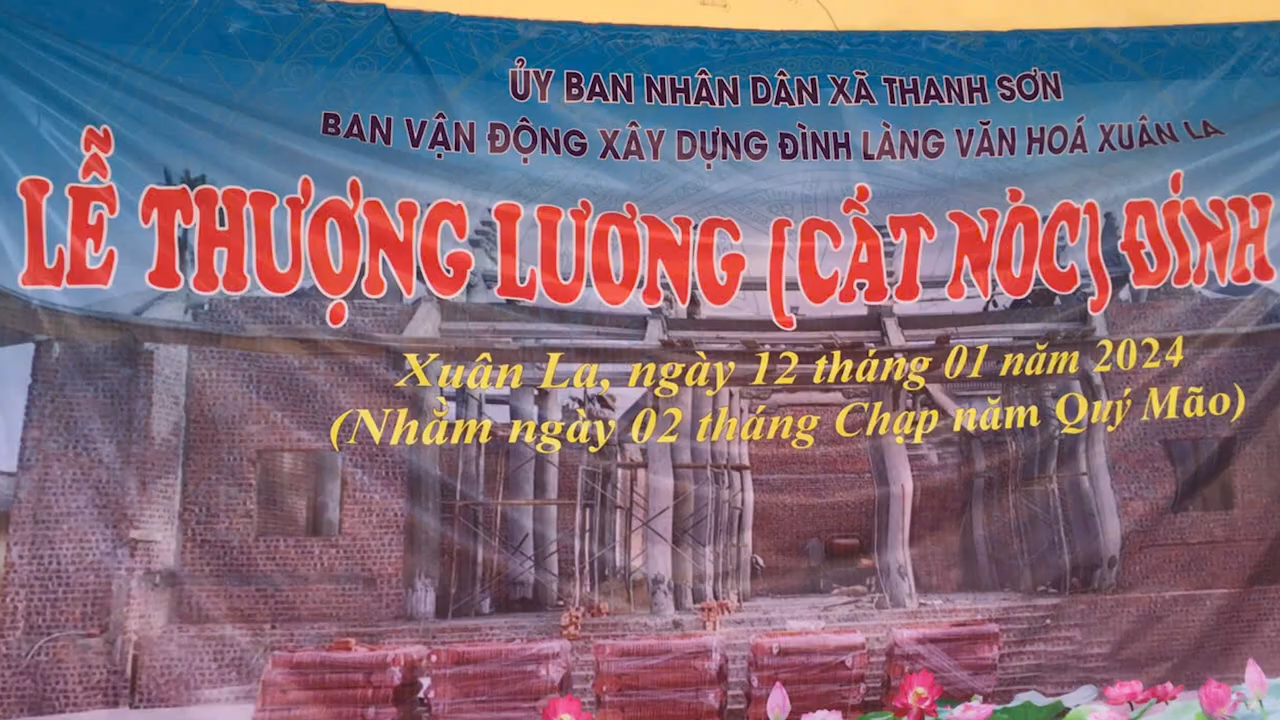 ỦY BAN NHÂN DÂN XÃ THANH SƠN
BAN VẬN ĐỘNG XÂY DỰNG ĐÌNH LÀNG VĂN HOÁ XUÂN LA
LỄ THƯỢNG LƯƠNG (CẤT NÓC) ĐÌNH
Xuân La, ngày 12 tháng 01 năm 2024
(Nhằm ngày 02 tháng Chạp năm Quý Mão)